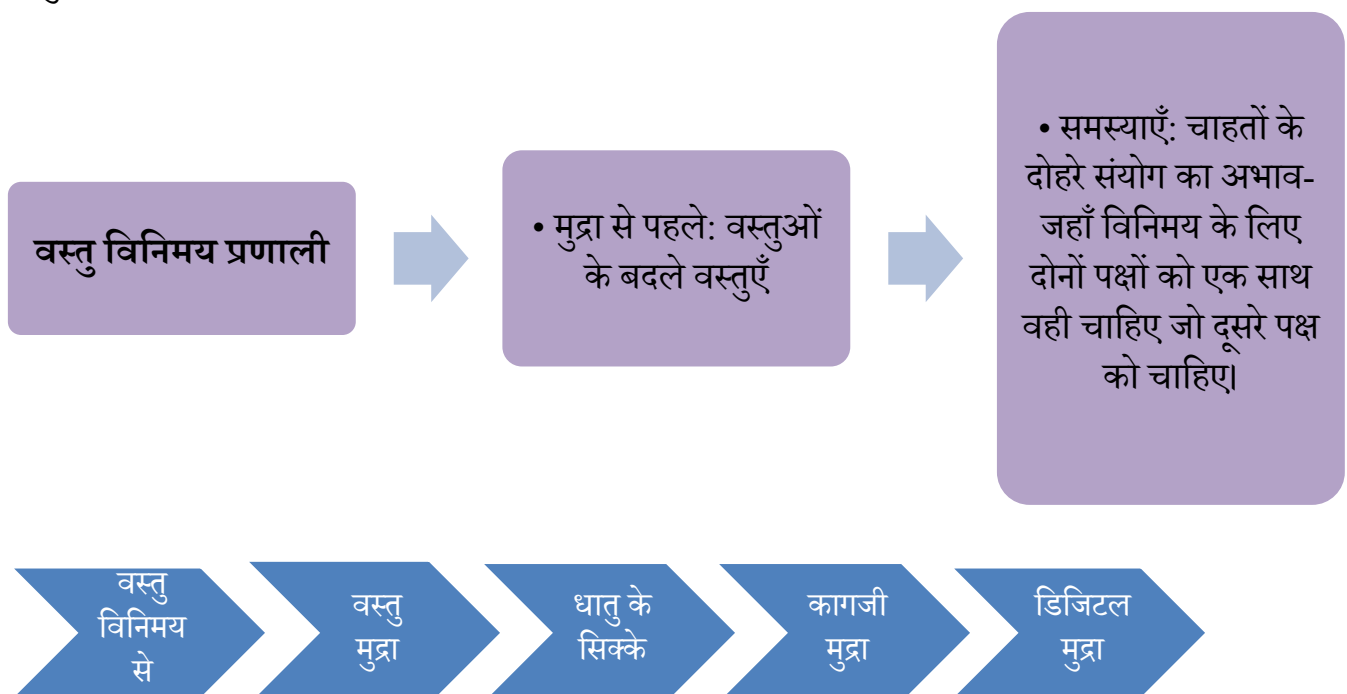 वस्तु विनिमय प्रणाली
• मुद्रा से पहले: वस्तुओं
के बदले वस्तुएँ
• समस्याएँ: चाहतों के
दोहरे संयोग का अभाव-
जहाँ विनिमय के लिए
दोनों पक्षों को एक साथ
वही चाहिए जो दूसरे पक्ष
को चाहिए।
वस्तु
विनिमय
से
वस्तु
मुद्रा
धातु के
सिक्के
कागजी
मुद्रा
डिजिटल
मुद्रा